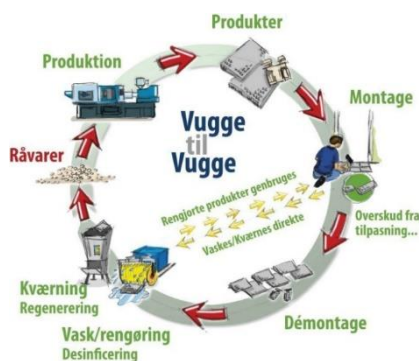 Produkter
Produktion
Montage
Vugge
til
Vugge
Råvarer
Rengjorte produkter genbruges
Vaskes/Kværnes direkte
Overskud fra
tilpasning...
Kværning
Regenerering
Démontage
Vask/rengøring
Desinficering